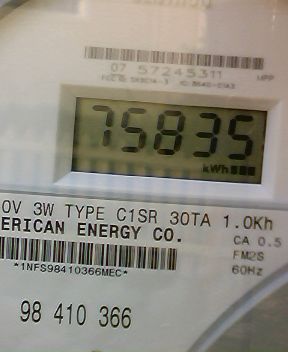 07 57245311
75835
kWh
0V 3W TYPE C1SR 30TA 1.0Kh
ERICAN ENERGY CO.
CA 0.5
FM2S
*1NFS98410366MEC*
60Hz
98 410 366